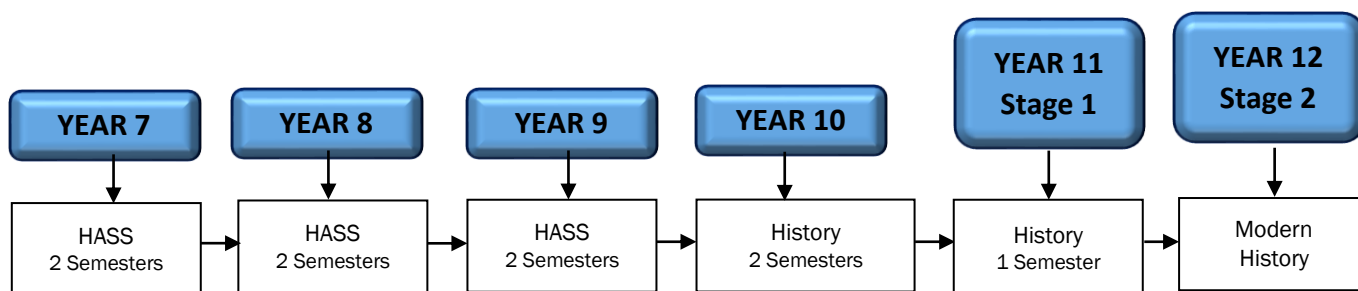 YEAR 7
YEAR 8
YEAR 9
YEAR 10
YEAR 11
Stage 1
YEAR 12
Stage 2
HASS
2 Semesters
HASS
2 Semesters
HASS
2 Semesters
History
2 Semesters
History
1 Semester
Modern
History